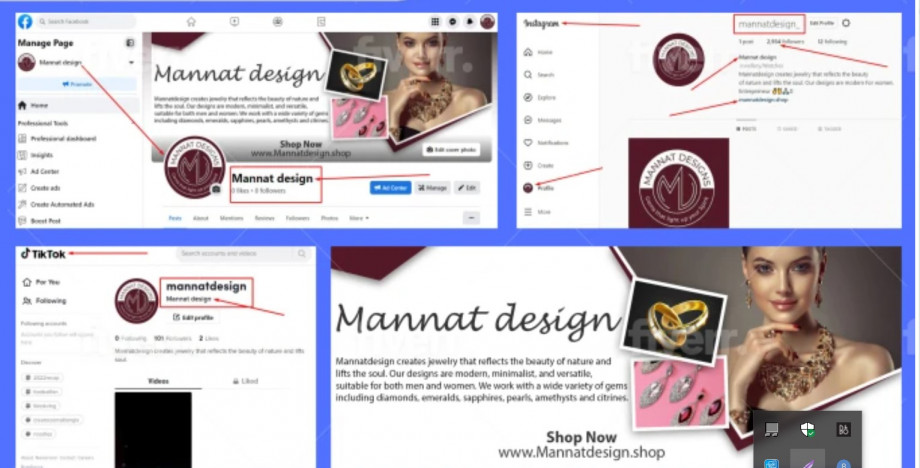 Search Facebook
Manage Page
Mannat design
Promote
Home
Professional Tools
Professional dashboard
Insights
Ad Center
Create ads
Create Automated Ads
Boost Post
Mannat design
Mannatdesign creates jewelry that reflects the beauty of nature and
lifts the soul. Our designs are modern, minimalist, and versatile,
suitable for both men and women. We work with a wide variety of gems
including diamonds, emeralds, sapphires, pearls, amethysts and citrines.
Shop Now
www.Mannatdesign.shop
Edit cover photo
MANNAT DESIGNS
Mannat design
0 likes • 0 followers
Ad Center
Manage
Edit
Posts
About
Mentions
Reviews
Followers
Photos
More
Instagram
Home
Search
Explore
Messages
Notifications
Create
Profile
More
mannatdesign_
Edit Profile
1 post
followers
12 following
Mannat design
Mannatdesign creates jewelry that reflects the beauty
of nature and lifts the soul. Our designs are modern for women.
Entrepreneur
mannatdesign.shop
POSTS
TAGGED
MANNAT DESIGNS
TikTok
Search accounts and videos
For You
Following
Following accounts
Discover
mannatdesign
Mannat design
Edit profile
0 Following 101 Followers 2 Likes
Mannatdesign creates jewelry that reflects the beauty of nature and lifts the
soul.
Videos
Liked
Mannat design
Mannatdesign creates jewelry that reflects the beauty of nature and
lifts the soul. Our designs are modern, minimalist, and versatile,
suitable for both men and women. We work with a wide variety of gems
including diamonds, emeralds, sapphires, pearls, amethysts and citrines.
Shop Now
www.Mannatdesign.shop
fiverr.